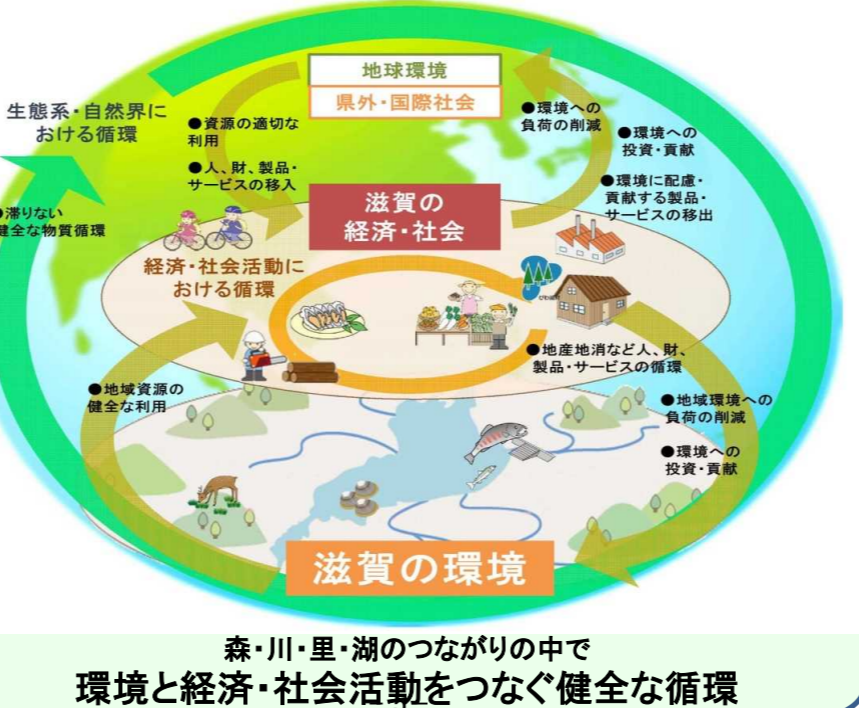 地球環境
県外・国際社会
生態系・自然界に
おける循環
●資源の適切な
利用
●人、財、製品・
サービスの移入
●環境への
負荷の削減
●環境への
投資・貢献
●環境に配慮・
貢献する製品・
サービスの移出
●滞りない
健全な物質循環
滋賀の
経済・社会
経済・社会活動に
おける循環
●地産地消など人、財、
製品・サービスの循環
●地域資源の
健全な利用
●地域環境への
負荷の削減
●環境への
投資・貢献
滋賀の環境
森・川・里・湖のつながりの中で
環境と経済・社会活動をつなぐ健全な循環